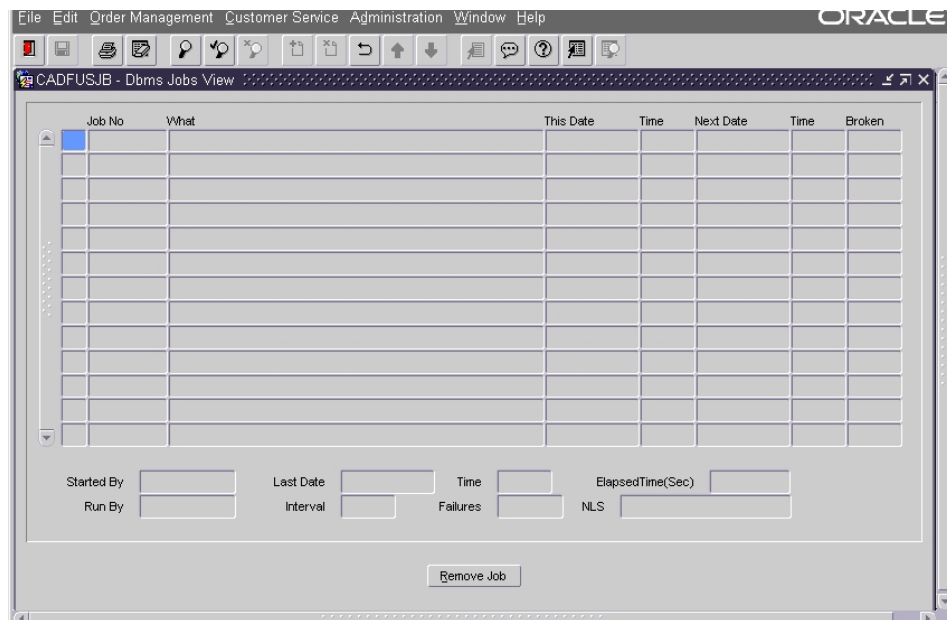 File Edit Order Management Customer Service Administration Window Help ORACLE
CADFUSJB - Dbms Jobs View
Job No What This Date Time Next Date Time Broken
Started By Last Date Time ElapsedTime(Sec)
Run By Interval Failures NLS
Remove Job